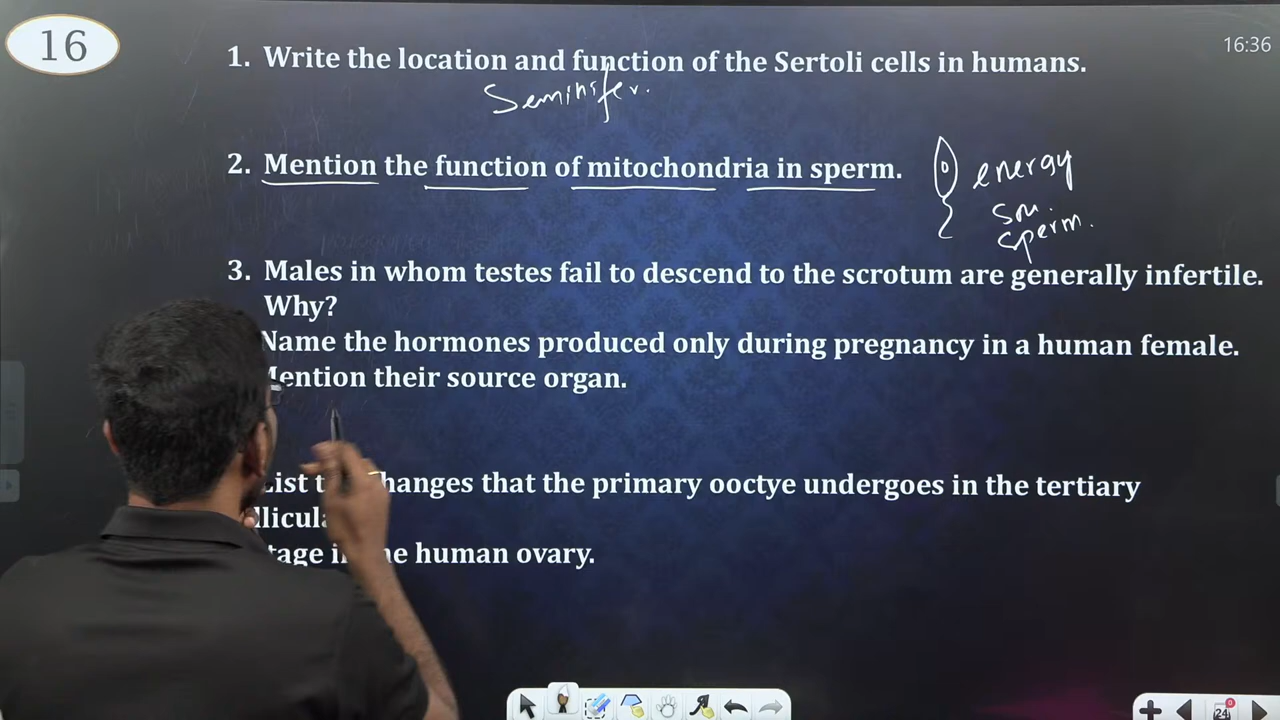 16
16:36
1. Write the location and function of the Sertoli cells in humans.
Seminifer.
2. Mention the function of mitochondria in sperm.
energy
sperm.
3. Males in whom testes fail to descend to the scrotum are generally infertile.
Why?
Name the hormones produced only during pregnancy in a human female.
Mention their source organ.
List t hanges that the primary ooctye undergoes in the tertiary
llicula
tage i e human ovary.
24